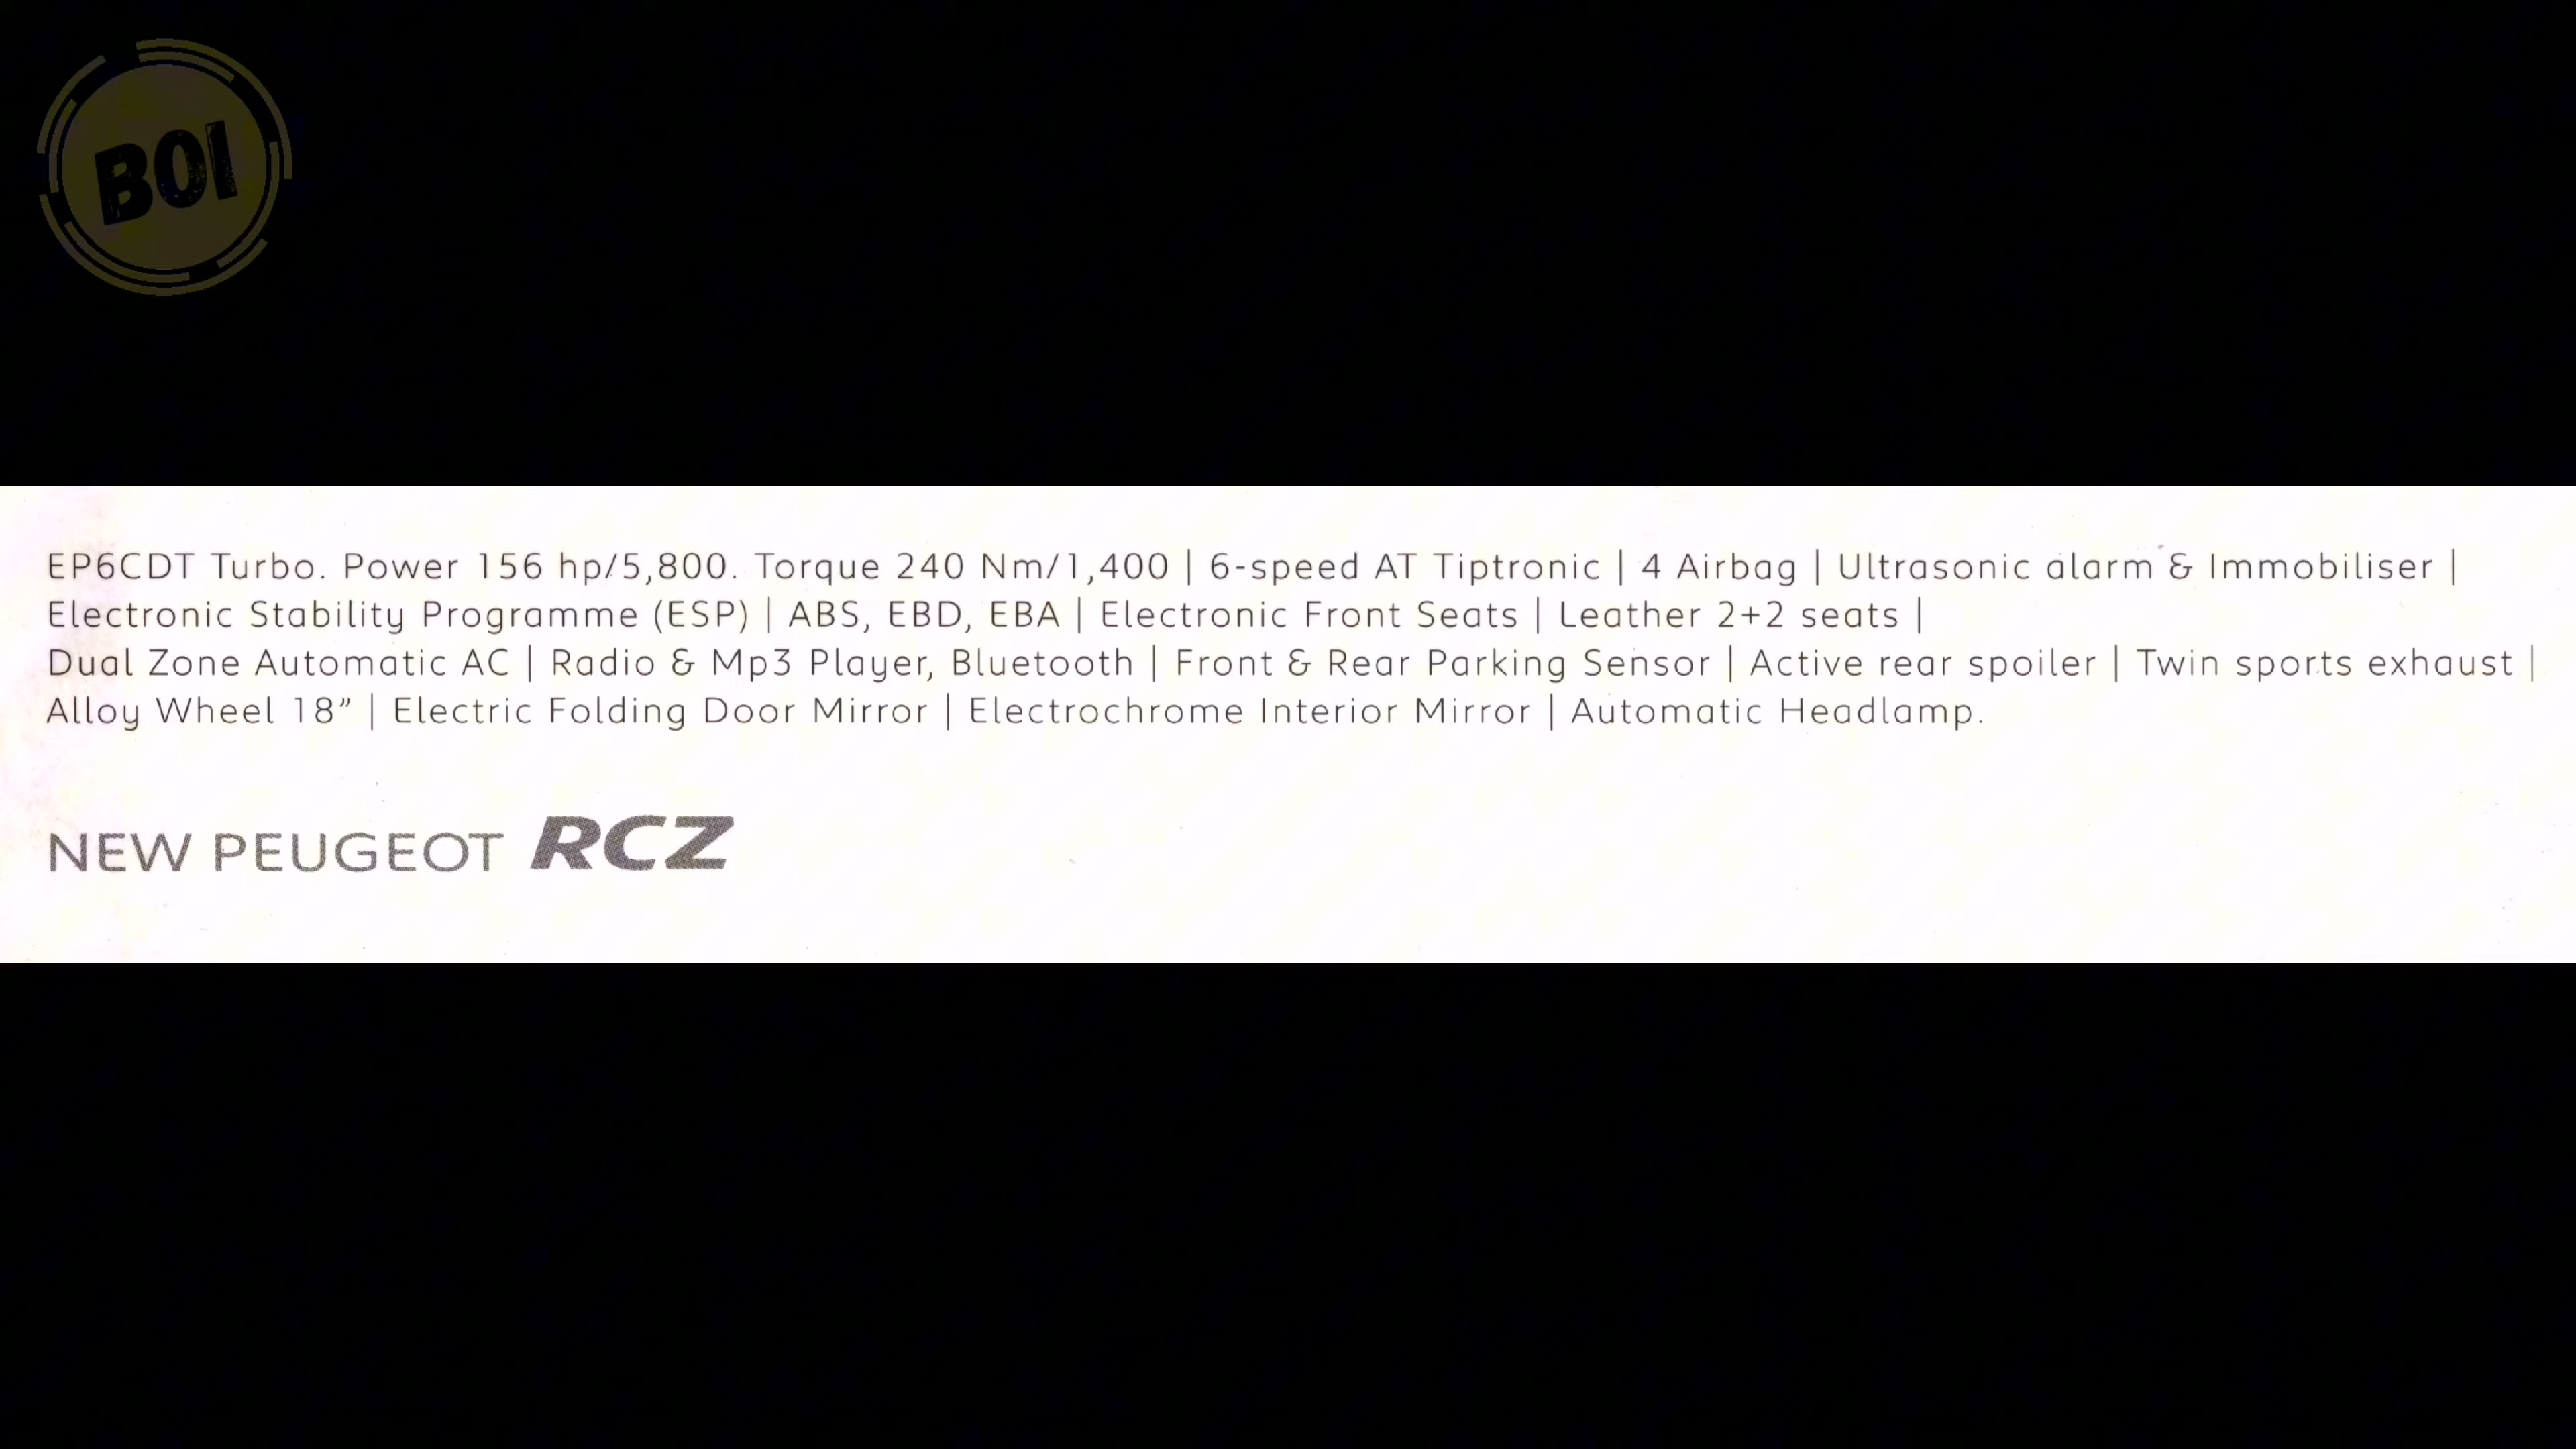 BOI
EP6CDT Turbo. Power 156 hp/5,800. Torque 240 Nm/1,400 | 6-speed AT Tiptronic | 4 Airbag | Ultrasonic alarm & Immobiliser |
Electronic Stability Programme (ESP) | ABS, EBD, EBA | Electronic Front Seats | Leather 2+2 seats |
Dual Zone Automatic AC | Radio & Mp3 Player, Bluetooth | Front & Rear Parking Sensor | Active rear spoiler | Twin sports exhaust |
Alloy Wheel 18” | Electric Folding Door Mirror | Electrochrome Interior Mirror | Automatic Headlamp.
NEW PEUGEOT RCZ